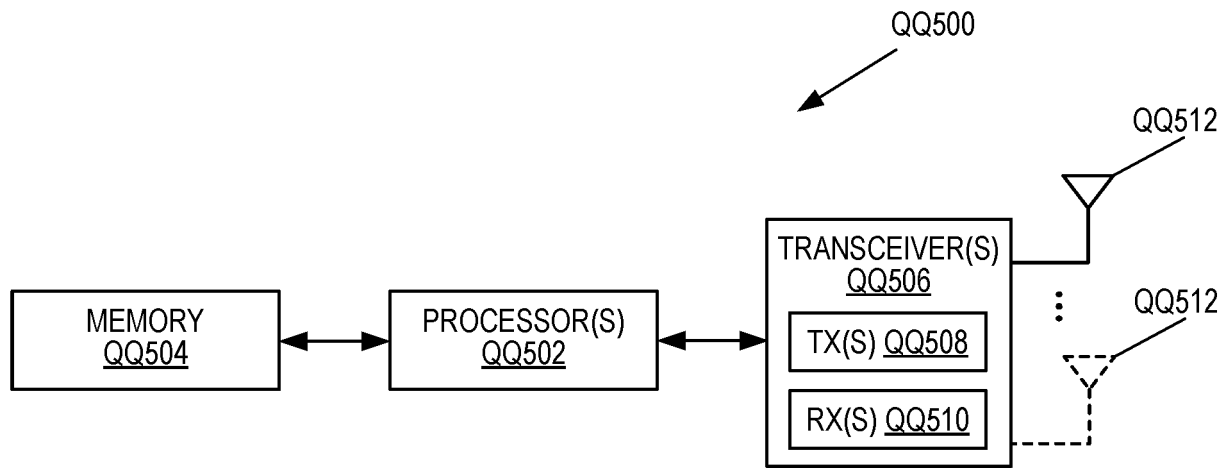 QQ500
QQ512
TRANSCEIVER(S)
QQ506
MEMORY
QQ504
PROCESSOR(S)
QQ502
TX(S) QQ508
RX(S) QQ510
QQ512